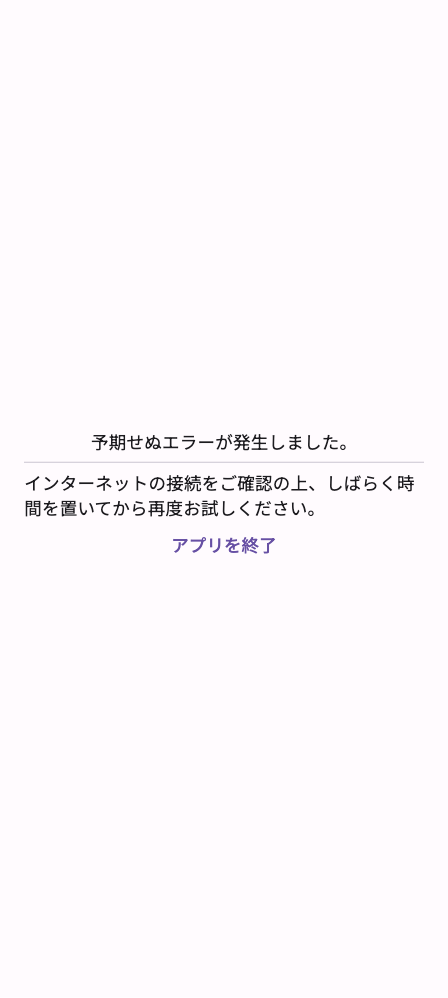 予期せぬエラーが発生しました。
インターネットの接続をご確認の上、しばらく時
間を置いてから再度お試しください。
アプリを終了